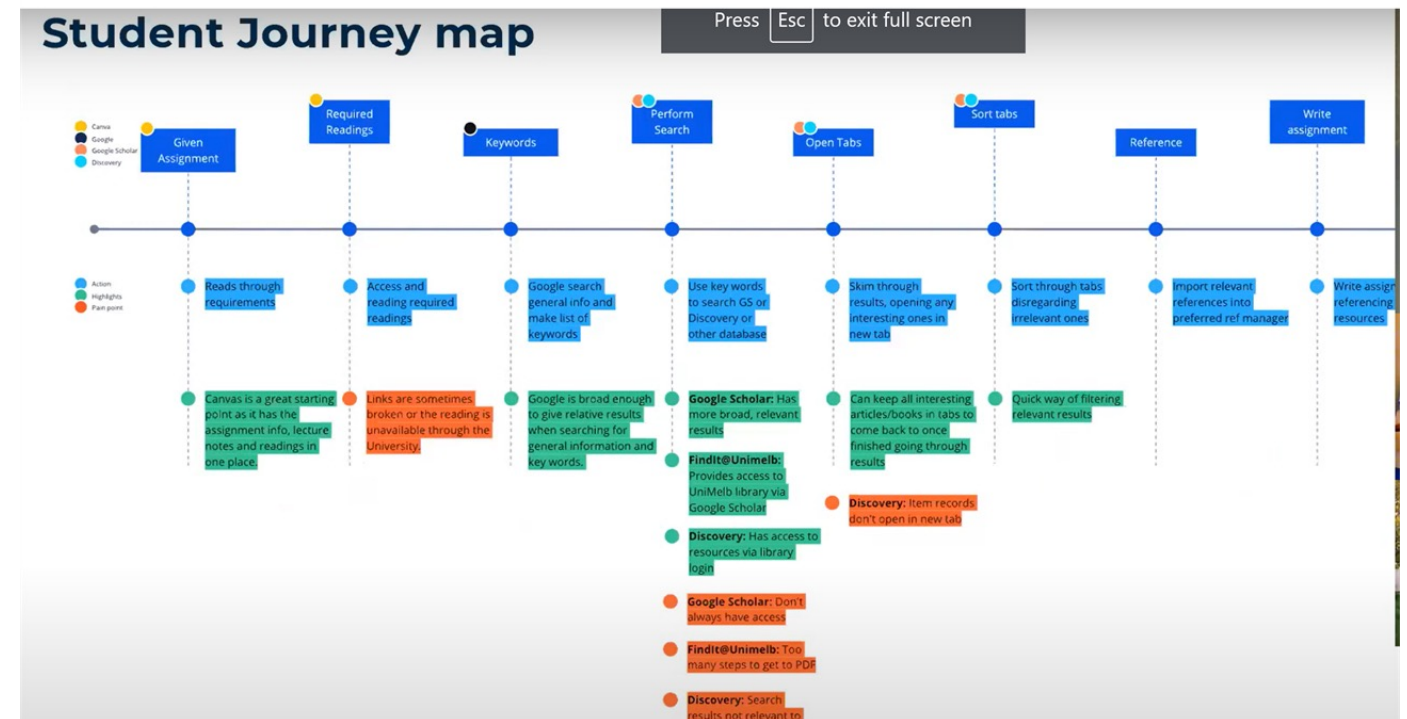 Student Journey map
Press Esc to exit full screen
Canva
Google
Google Scholar
Discovery
Given
Assignment
Required
Readings
Keywords
Perform
Search
Open Tabs
Sort tabs
Reference
Write
assignment
Action
Highlights
Pain point
Reads through
requirements
Access and
reading required
readings
Google search
general info and
make list of
keywords
Use key words
to search GS or
Discovery or
other database
Skim through
results, opening any
interesting ones in
new tab
Sort through tabs
disregarding
irrelevant ones
Import relevant
references into
preferred ref manager
Write assign
referencing
resources
Canvas is a great starting
point as it has the
assignment info, lecture
notes and readings in
one place.
Links are sometimes
broken or the reading is
unavailable through the
University.
Google is broad enough
to give relative results
when searching for
general information and
key words.
Google Scholar: Has
more broad, relevant
results
FindIt@Unimelb:
Provides access to
UniMelb library via
Google Scholar
Discovery: Has access to
resources via library
login
Google Scholar: Don't
always have access
FindIt@Unimelb: Too
many steps to get to PDF
Discovery: Search
results not relevant to
Can keep all interesting
articles/books in tabs to
come back to once
finished going through
results
Discovery: Item records
don't open in new tab
Quick way of filtering
relevant results